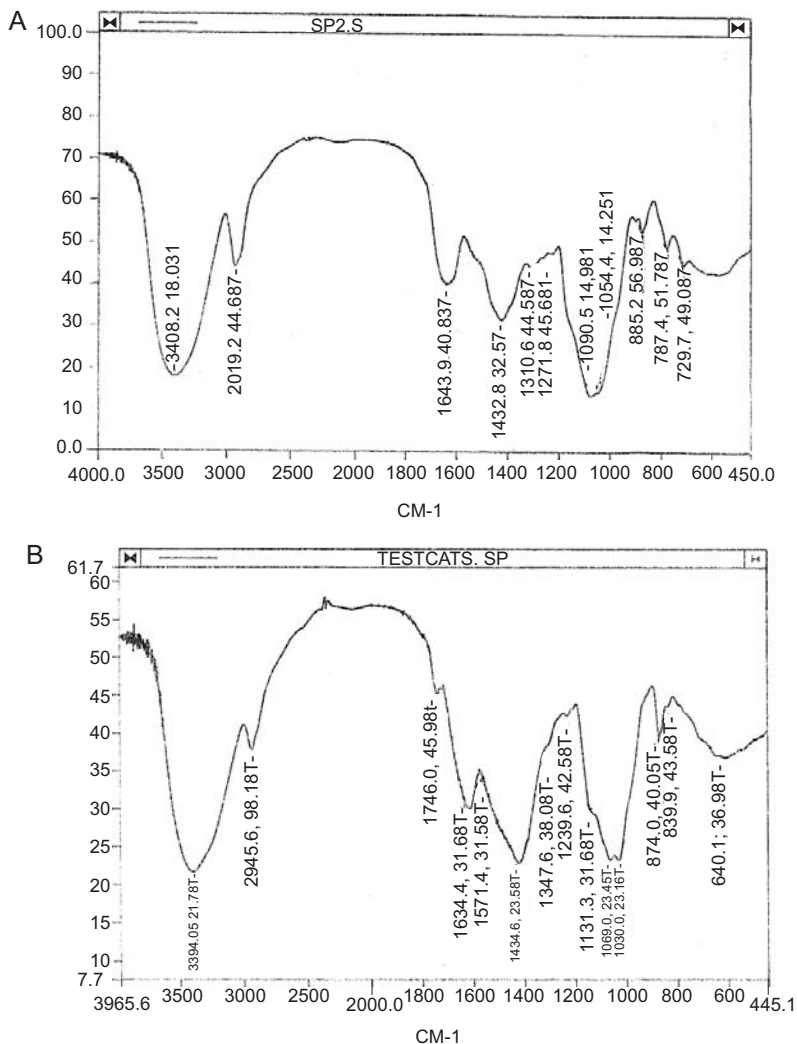 A
SP2.S
100.0
90
80
70
60
50
40
30
20
10
0.0
-3408.2 18.031
2019.2 44.687-
1643.9 40.837-
1432.8 32.57-
1310.6 44.587-
1271.8 45.681-
-1090.5 14,981
-1054,4, 14.251
885.2 56.987
787.4, 51.787
729.7, 49.087
4000.0 3500 3000 2500 2000 1600 1400 1200 1000 800 600 450.0
CM-1
B
TESTCATS. SP
61.7
60
55
50
45
40
35
30
25
20
15
10
7.7
3394.05 21.78T-
2945.6, 98.18T-
1746.0, 45.98t-
1634.4, 31.68T-
1571.4, 31.58T-
1434.6, 23.58T-
1347.6, 38.08T-
1239.6, 42.58T-
1131.3, 31.68T-
1069.0, 23.45T-
1030.0, 23.16T-
874.0, 40.05T-
839.9, 43.58T-
640.1; 36.98T-
3965.6 3500 3000 2000.0 1600 1400 1200 1000 800 600 445.1
CM-1